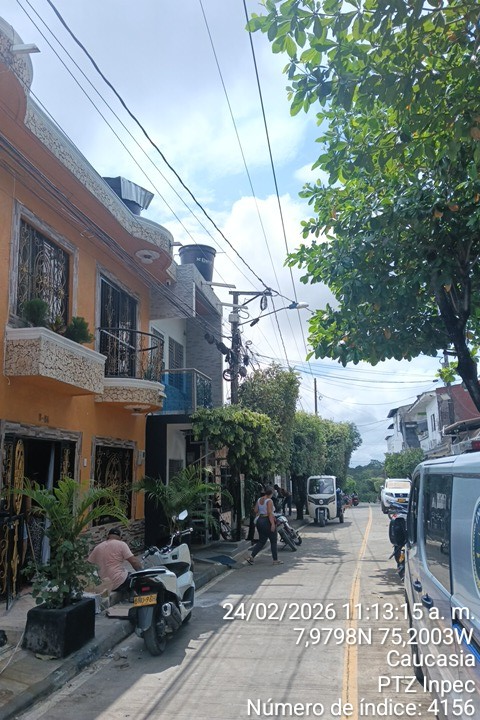 24/02/2026 11:13:15 a. m.
7,9798N 75,2003W
Caucasia
PTZ Inpec
Número de índice: 4156